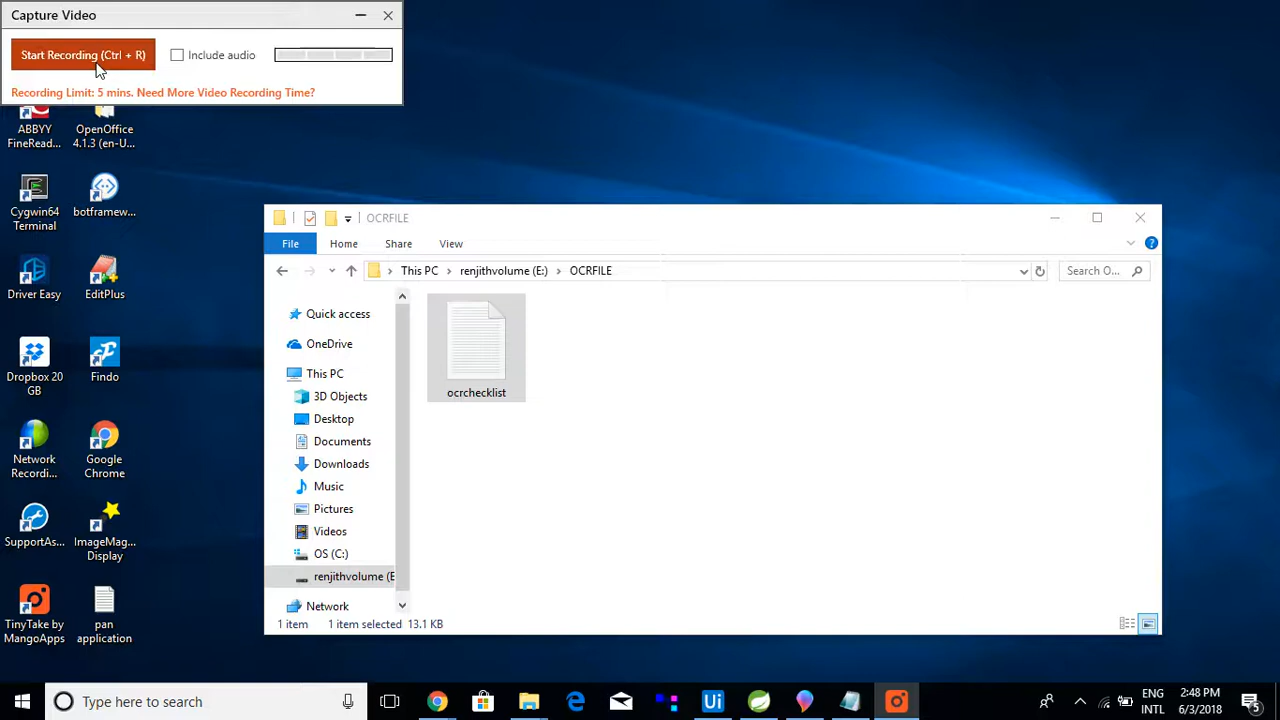 Capture Video
Start Recording (Ctrl + R)
Include audio
Recording Limit: 5 mins. Need More Video Recording Time?
ABBYY
FineRead...
OpenOffice
4.1.3 (en-U...
Cygwin64
Terminal
botframew...
Driver Easy
EditPlus
Dropbox 20
GB
Findo
Network
Recordi...
Google
Chrome
SupportAs...
ImageMag...
Display
TinyTake by
MangoApps
pan
application
OCRFILE
File
Home
Share
View
This PC
renjithvolume (E:)
OCRFILE
Search O...
Quick access
OneDrive
This PC
3D Objects
Desktop
Documents
Downloads
Music
Pictures
Videos
OS (C:)
renjithvolume (E
Network
ocrchecklist
1 item
1 item selected 13.1 KB
Type here to search
Ui
ENG
INTL
2:48 PM
6/3/2018
5